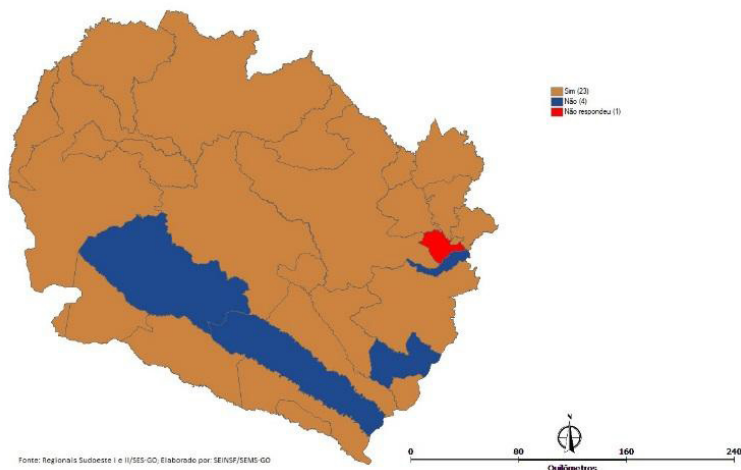 Sim (23)
Não (4)
Não respondeu (1)
N
0 80 160 240
Quilômetros
Fonte: Regionais Sudoeste I e II/SES-GO; Elaborado por: SEINSF/SEMS-GO